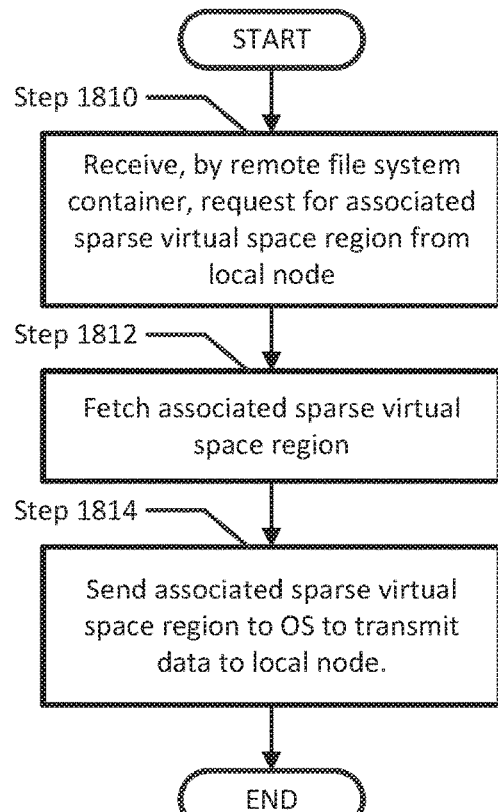 START
Step 1810
Receive, by remote file system
container, request for associated
sparse virtual space region from
local node
Step 1812
Fetch associated sparse virtual
space region
Step 1814
Send associated sparse virtual
space region to OS to transmit
data to local node.
END